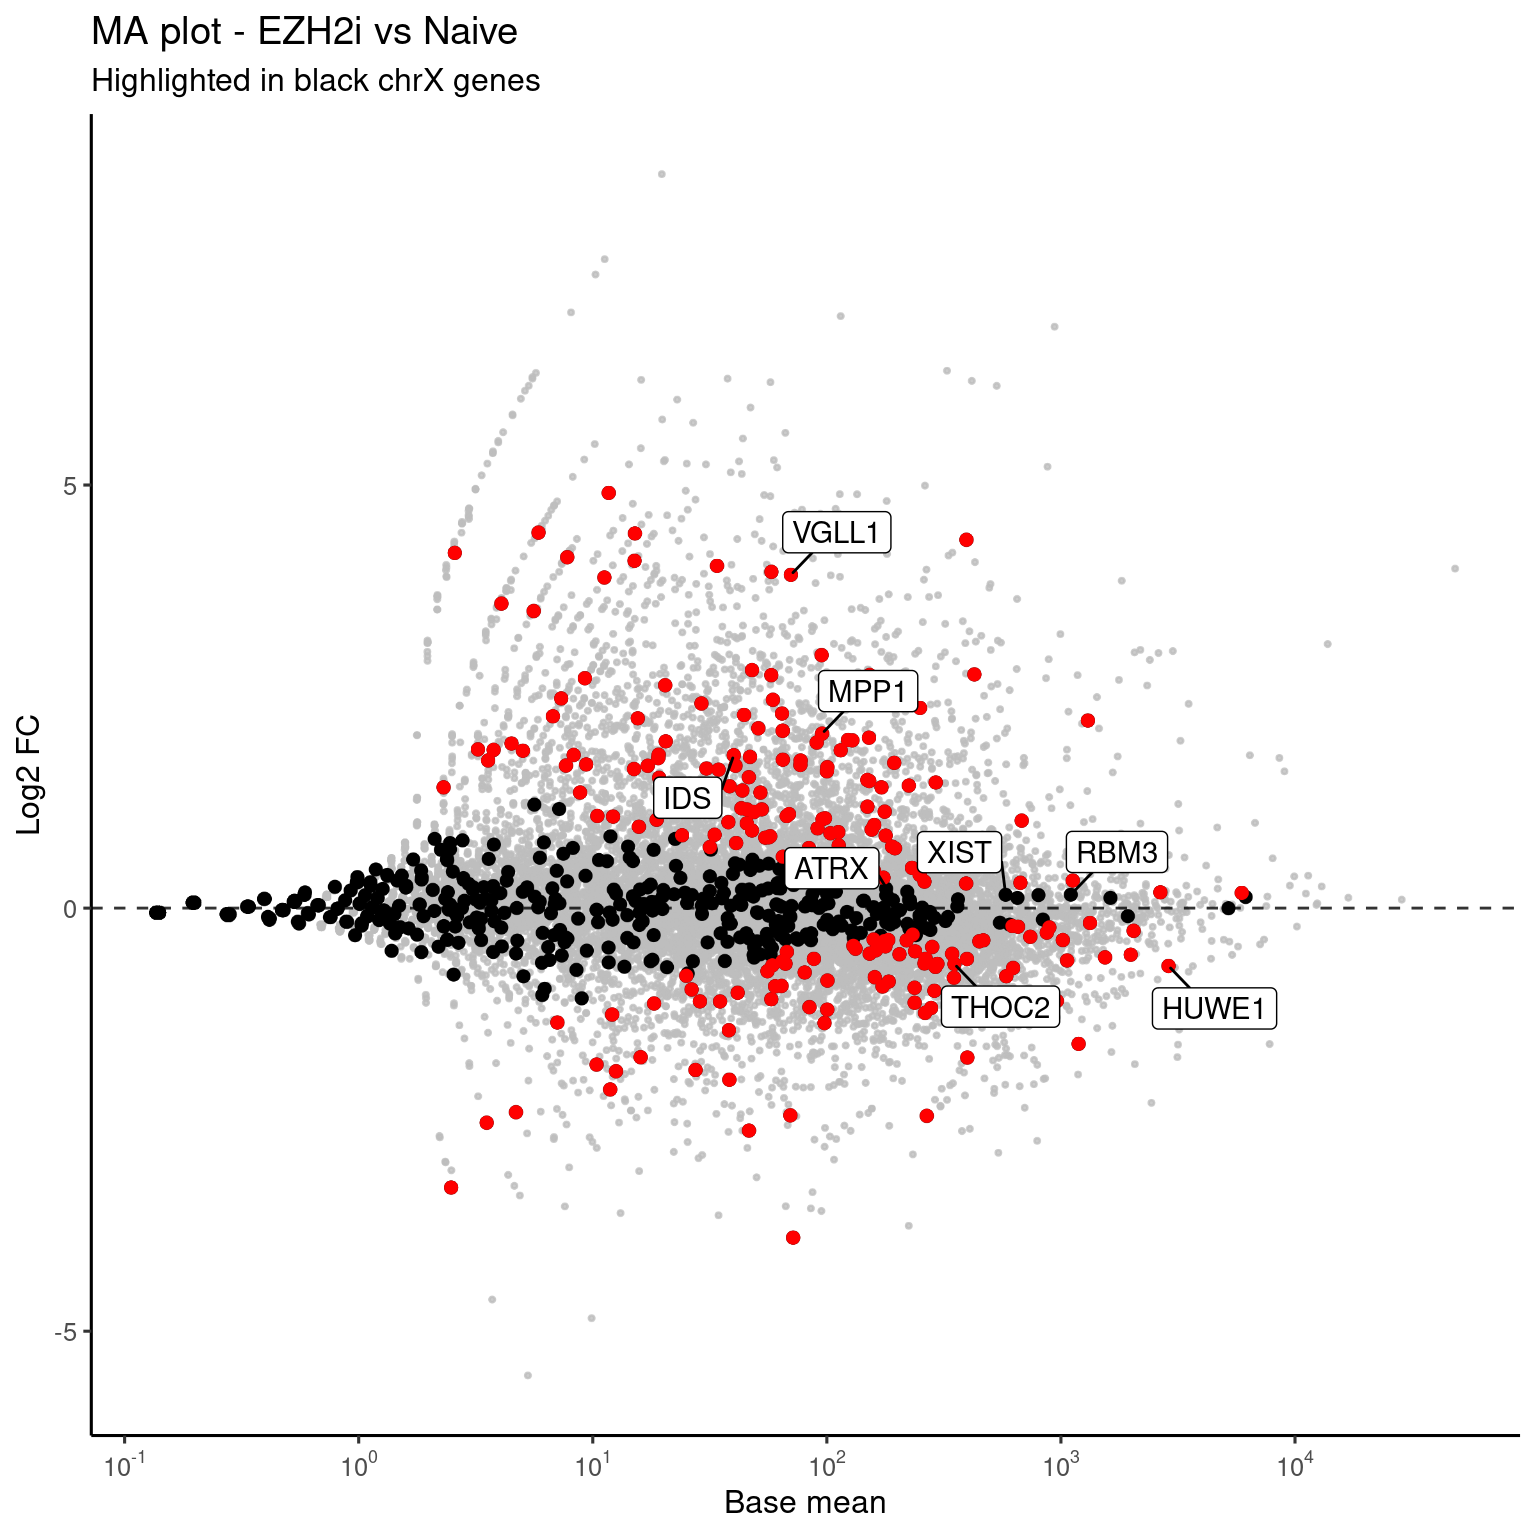 MA plot - EZH2i vs Naive
Highlighted in black chrX genes
VGLL1
MPP1
IDS
ATRX
XIST
RBM3
THOC2
HUWE1
Log2 FC
5
0
-5
10⁻¹ 10⁰ 10¹ 10² 10³ 10⁴
Base mean